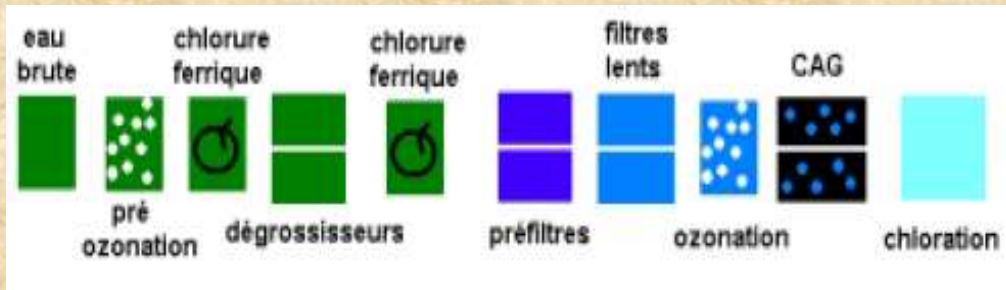 eau
brute
pré
ozonation
chlorure
ferrique
dégrossisseurs
chlorure
ferrique
préfiltres
filtres
lents
ozonation
CAG
chloration